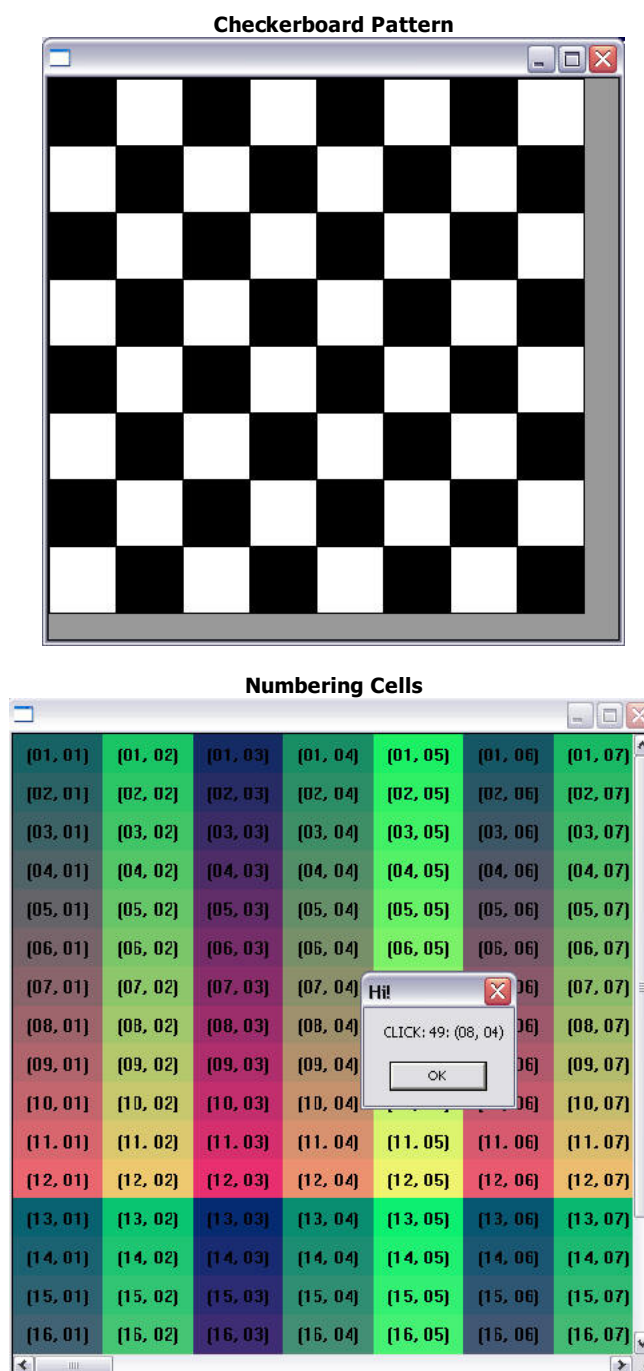 Checkerboard Pattern
Numbering Cells
(01, 01) (01, 02) (01, 03) (01, 04) (01, 05) (01, 06) (01, 07)
(02, 01) (02, 02) (02, 03) (02, 04) (02, 05) (02, 06) (02, 07)
(03, 01) (03, 02) (03, 03) (03, 04) (03, 05) (03, 06) (03, 07)
(04, 01) (04, 02) (04, 03) (04, 04) (04, 05) (04, 06) (04, 07)
(05, 01) (05, 02) (05, 03) (05, 04) (05, 05) (05, 06) (05, 07)
(06, 01) (06, 02) (06, 03) (06, 04) (06, 05) (06, 06) (06, 07)
(07, 01) (07, 02) (07, 03) (07, 04) (07, 07)
(08, 01) (08, 02) (08, 03) (08, 04) (08, 07)
(09, 01) (09, 02) (09, 03) (09, 04) (09, 07)
(10, 01) (10, 02) (10, 03) (10, 04) (10, 07)
(11, 01) (11, 02) (11, 03) (11, 04) (11, 05) (11, 06) (11, 07)
(12, 01) (12, 02) (12, 03) (12, 04) (12, 05) (12, 06) (12, 07)
(13, 01) (13, 02) (13, 03) (13, 04) (13, 05) (13, 06) (13, 07)
(14, 01) (14, 02) (14, 03) (14, 04) (14, 05) (14, 06) (14, 07)
(15, 01) (15, 02) (15, 03) (15, 04) (15, 05) (15, 06) (15, 07)
(16, 01) (16, 02) (16, 03) (16, 04) (16, 05) (16, 06) (16, 07)
Hi!
CLICK: 49: (08, 04)
OK